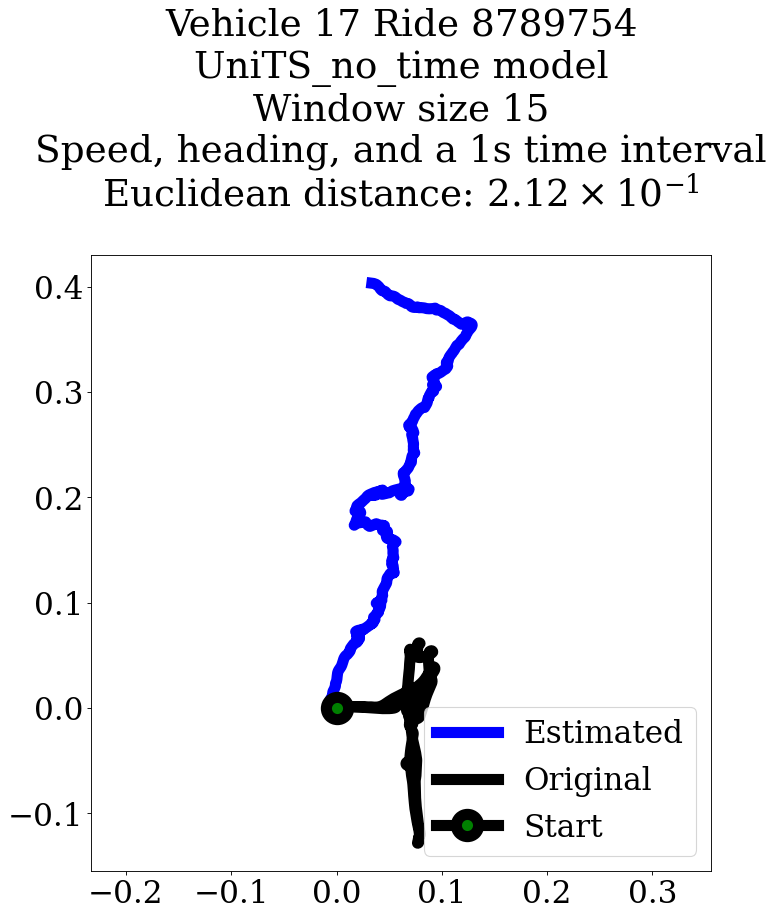 Vehicle 17 Ride 8789754
UniTS_no_time model
Window size 15
Speed, heading, and a 1s time interval
Euclidean distance: 2.12 × 10⁻¹
0.4
0.3
0.2
0.1
0.0
−0.1
Estimated
Original
Start
−0.2 −0.1 0.0 0.1 0.2 0.3